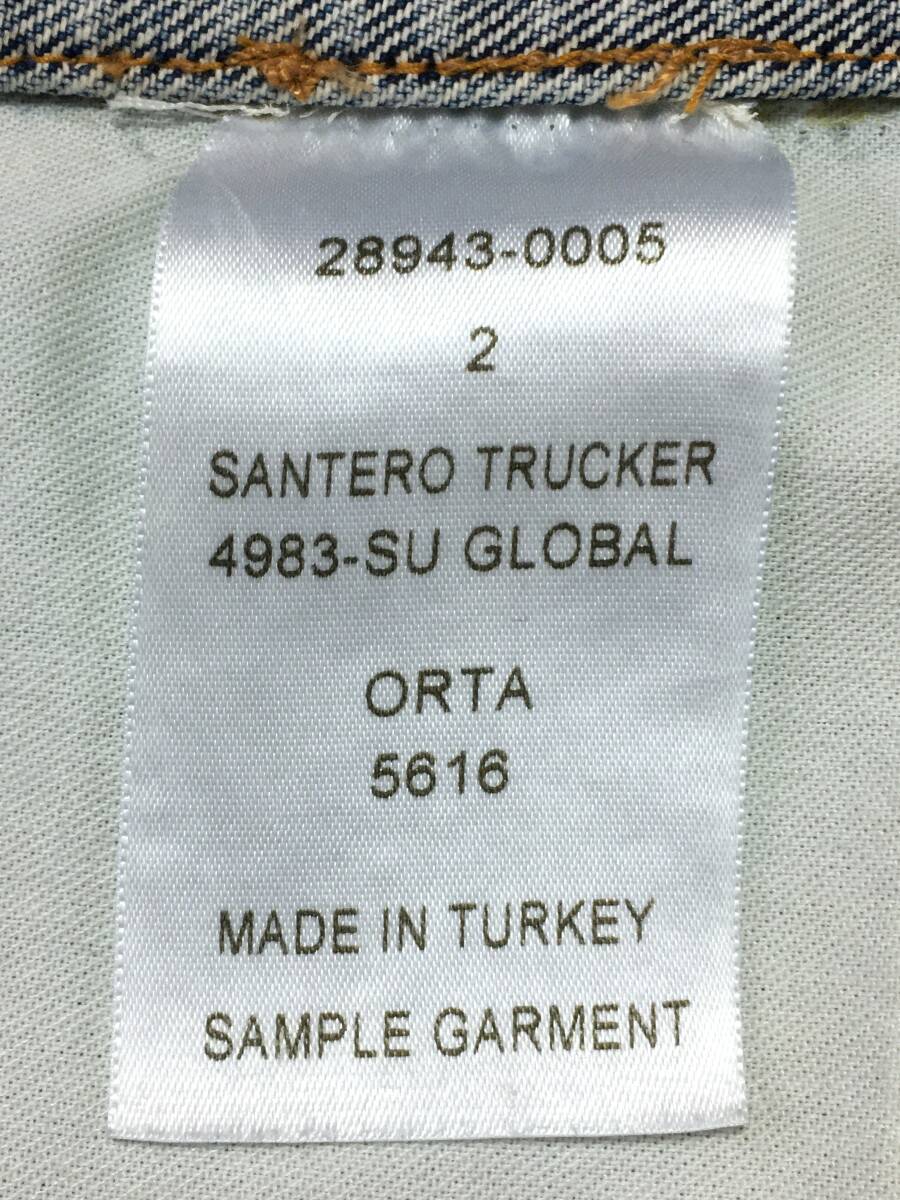 28943-0005
2
SANTERO TRUCKER
4983-SU GLOBAL
ORTA
5616
MADE IN TURKEY
SAMPLE GARMENT